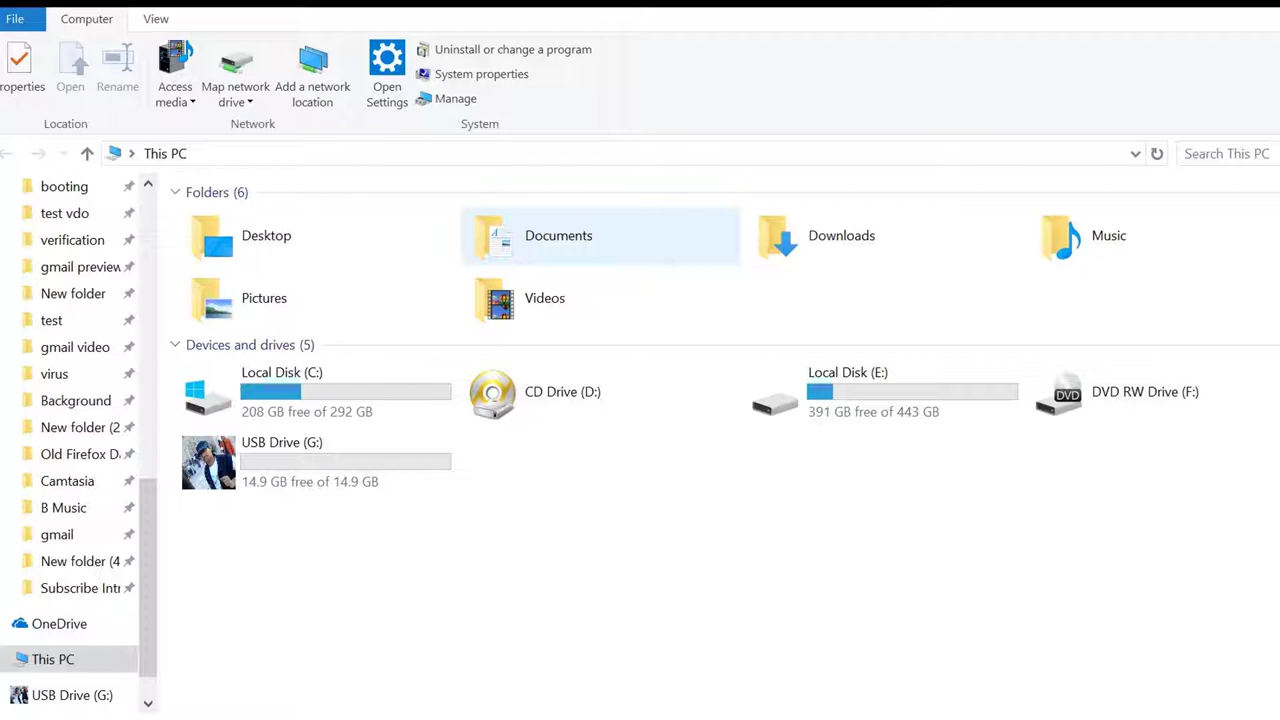 File Computer View
roperties Open Rename Access media Map network drive Add a network location Open Settings Uninstall or change a program
System properties
Manage
Location Network System
This PC Search This PC
booting
test vdo
verification
gmail preview
New folder
test
gmail video
virus
Background
New folder (2
Old Firefox Da
Camtasia
B Music
gmail
New folder (4
Subscribe Intr
OneDrive
This PC
USB Drive (G:)
Folders (6)
Desktop Documents Downloads Music
Pictures Videos
Devices and drives (5)
Local Disk (C:)
208 GB free of 292 GB
CD Drive (D:)
Local Disk (E:)
391 GB free of 443 GB
DVD
DVD RW Drive (F:)
USB Drive (G:)
14.9 GB free of 14.9 GB